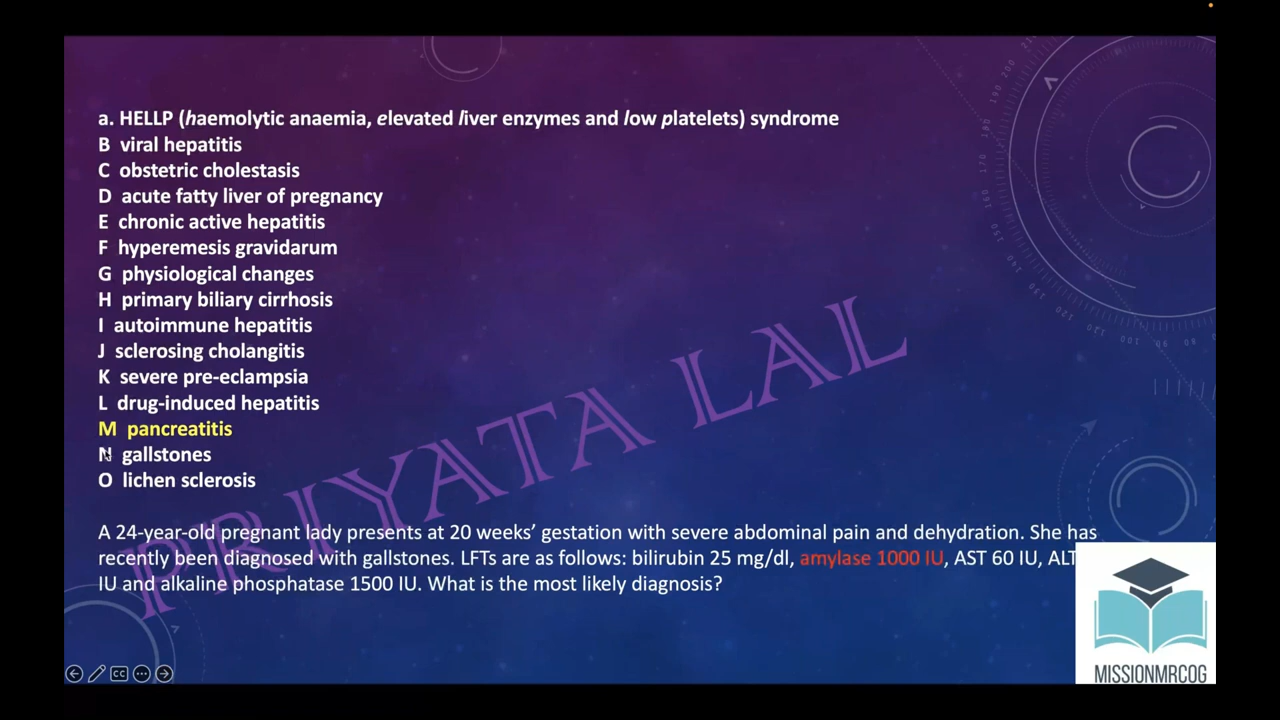 a. HELLP (haemolytic anaemia, elevated liver enzymes and low platelets) syndrome
B viral hepatitis
C obstetric cholestasis
D acute fatty liver of pregnancy
E chronic active hepatitis
F hyperemesis gravidarum
G physiological changes
H primary biliary cirrhosis
I autoimmune hepatitis
J sclerosing cholangitis
K severe pre-eclampsia
L drug-induced hepatitis
M pancreatitis
N gallstones
O lichen sclerosis
PRIYATA LAL
A 24-year-old pregnant lady presents at 20 weeks’ gestation with severe abdominal pain and dehydration. She has
recently been diagnosed with gallstones. LFTs are as follows: bilirubin 25 mg/dl, amylase 1000 IU, AST 60 IU, ALT
IU and alkaline phosphatase 1500 IU. What is the most likely diagnosis?
MISSIONMRCOG
CC